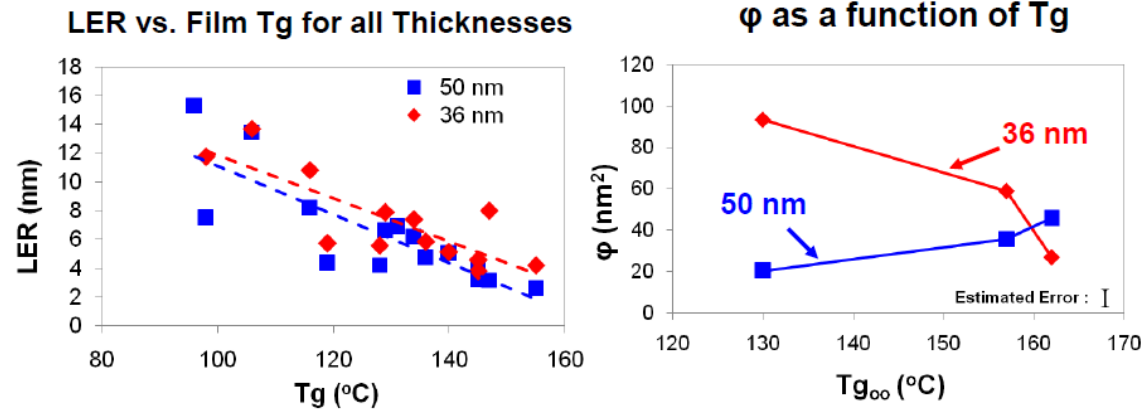 LER vs. Film Tg for all Thicknesses
18
16
14
12
10
8
6
4
2
0
LER (nm)
50 nm
36 nm
80
100
120
140
160
Tg (ºC)
φ as a function of Tg
120
100
80
60
40
20
0
φ (nm²)
36 nm
50 nm
Estimated Error : I
120
130
140
150
160
170
Tg∞ (ºC)